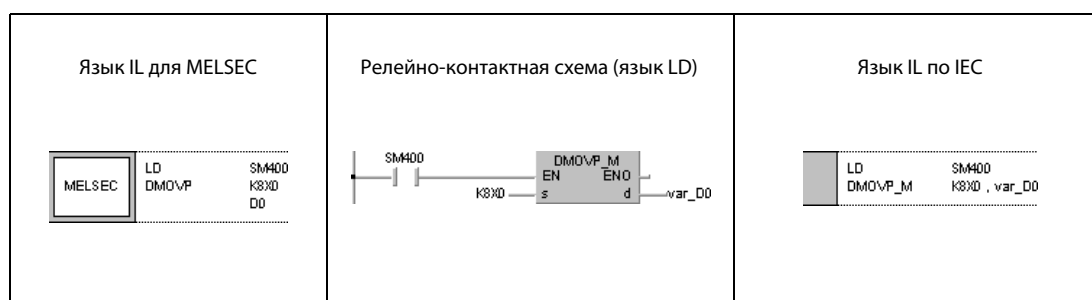 Язык IL для MELSEC
MELSEC
LD SM400
DMOVP K8X0
D0
Релейно-контактная схема (язык LD)
SM400
DMOVP_M
EN ENO
K8X0 s d var_D0
Язык IL по IEC
LD SM400
DMOVP_M K8X0 , var_D0